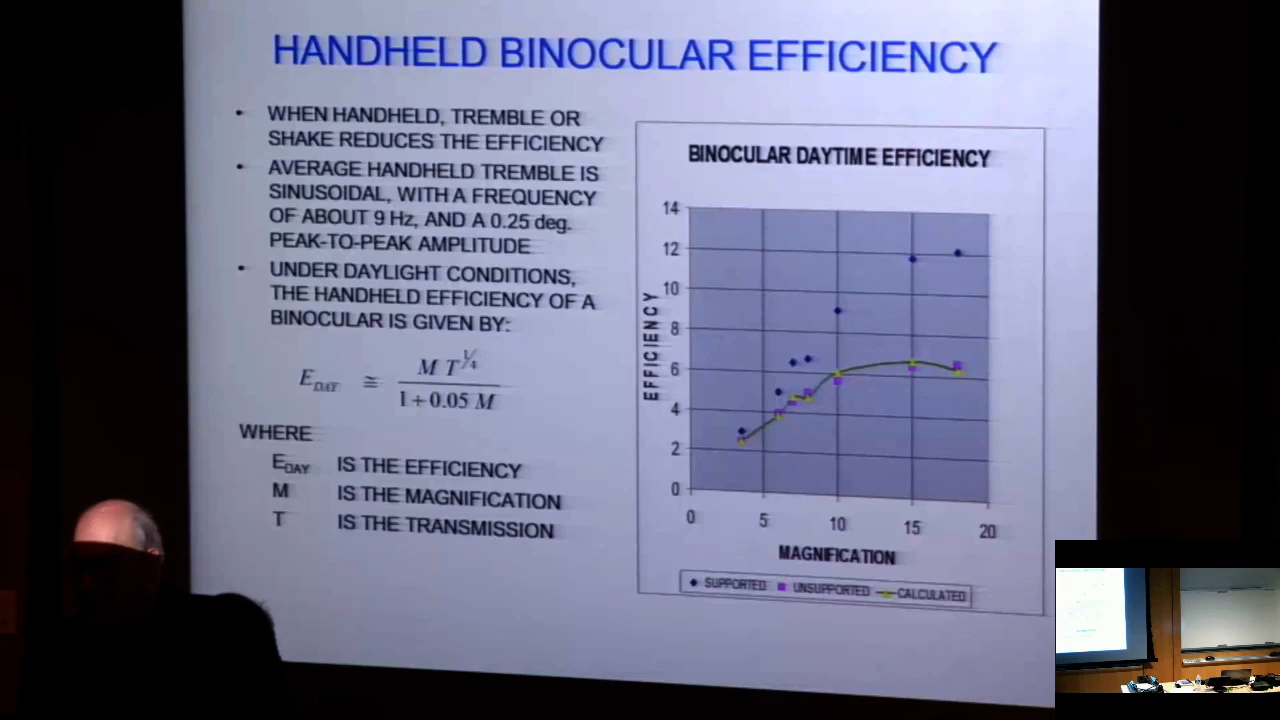 HANDHELD BINOCULAR EFFICIENCY
• WHEN HANDHELD, TREMBLE OR
SHAKE REDUCES THE EFFICIENCY
• AVERAGE HANDHELD TREMBLE IS
SINUSOIDAL, WITH A FREQUENCY
OF ABOUT 9 Hz, AND A 0.25 deg.
PEAK-TO-PEAK AMPLITUDE
• UNDER DAYLIGHT CONDITIONS,
THE HANDHELD EFFICIENCY OF A
BINOCULAR IS GIVEN BY:
E_DAY ≅ M T^1/4 / 1 + 0.05 M
WHERE
E_DAY IS THE EFFICIENCY
M IS THE MAGNIFICATION
T IS THE TRANSMISSION
BINOCULAR DAYTIME EFFICIENCY
14
12
10
8
6
4
2
0
EFFICIENCY
0 5 10 15 20
MAGNIFICATION
SUPPORTED UNSUPPORTED CALCULATED